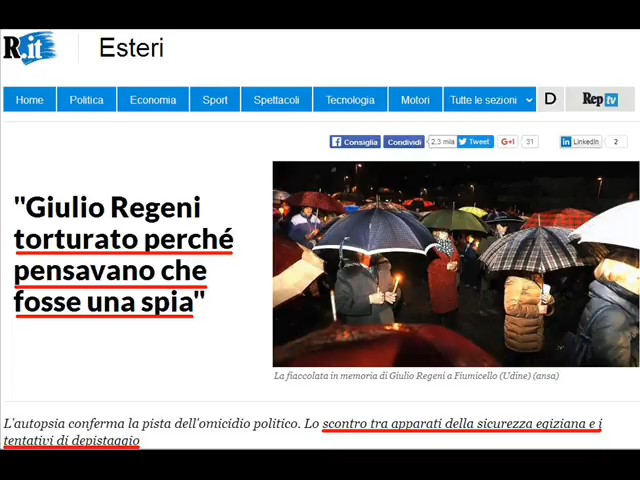 R.it Esteri
Home Politica Economia Sport Spettacoli Tecnologia Motori Tutte le sezioni D Rep tv
Consiglia Condividi 2,3 mila Tweet G+1 31 LinkedIn 2
"Giulio Regeni
torturato perché
pensavano che
fosse una spia"
La fiaccolata in memoria di Giulio Regeni a Fiumicello (Udine) (ansa)
L'autopsia conferma la pista dell'omicidio politico. Lo scontro tra apparati della sicurezza egiziana e i
tentativi di depistaggio